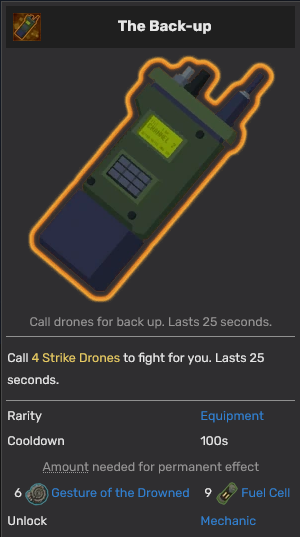 The Back-up
Call drones for back up. Lasts 25 seconds.
Call 4 Strike Drones to fight for you. Lasts 25
seconds.
Rarity Equipment
Cooldown 100s
Amount needed for permanent effect
6 Gesture of the Drowned 9 Fuel Cell
Unlock Mechanic